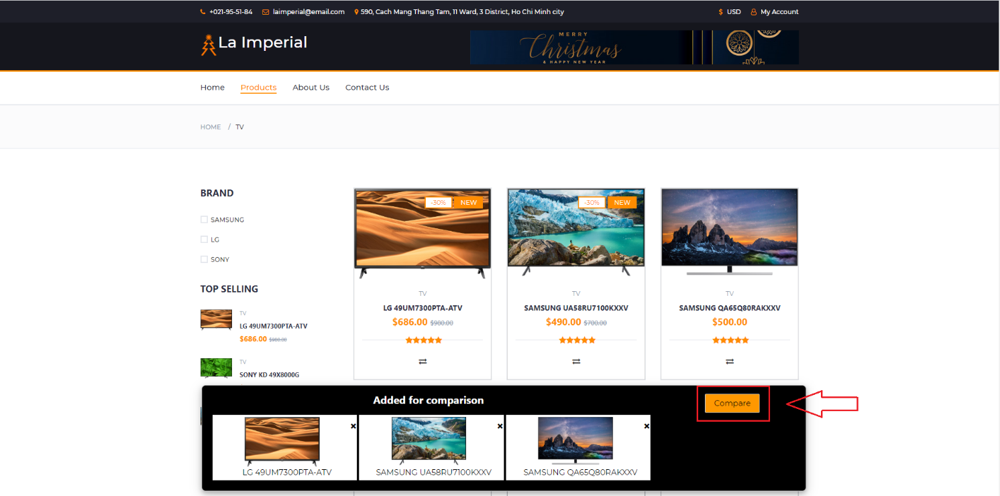 +021-95-51-84 laimperial@email.com 590, Cach Mang Thang Tam, 11 Ward, 3 District, Ho Chi Minh city $ USD My Account
La Imperial
MERRY
Christmas
& HAPPY NEW YEAR
Home Products About Us Contact Us
HOME / TV
BRAND
SAMSUNG
LG
SONY
TOP SELLING
TV
LG 49UM7300PTA-ATV
$686.00 $980.00
TV
SONY KD 49X8000G
-30% NEW
TV
LG 49UM7300PTA-ATV
$686.00 $980.00
-30% NEW
TV
SAMSUNG UA58RU7100KXXV
$490.00 $700.00
TV
SAMSUNG QA65Q80RAKXXV
$500.00
Added for comparison
Compare
LG 49UM7300PTA-ATV
SAMSUNG UA58RU7100KXXV
SAMSUNG QA65Q80RAKXXV